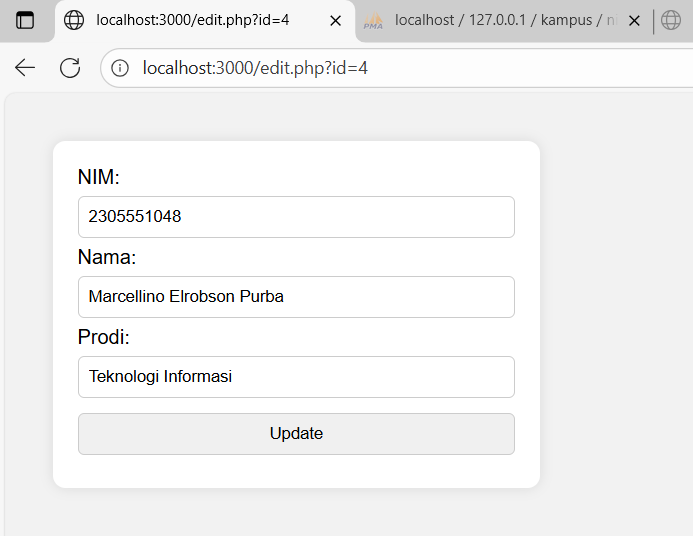 localhost:3000/edit.php?id=4
PMA localhost / 127.0.0.1 / kampus /
localhost:3000/edit.php?id=4
NIM:
2305551048
Nama:
Marcellino Elrobson Purba
Prodi:
Teknologi Informasi
Update